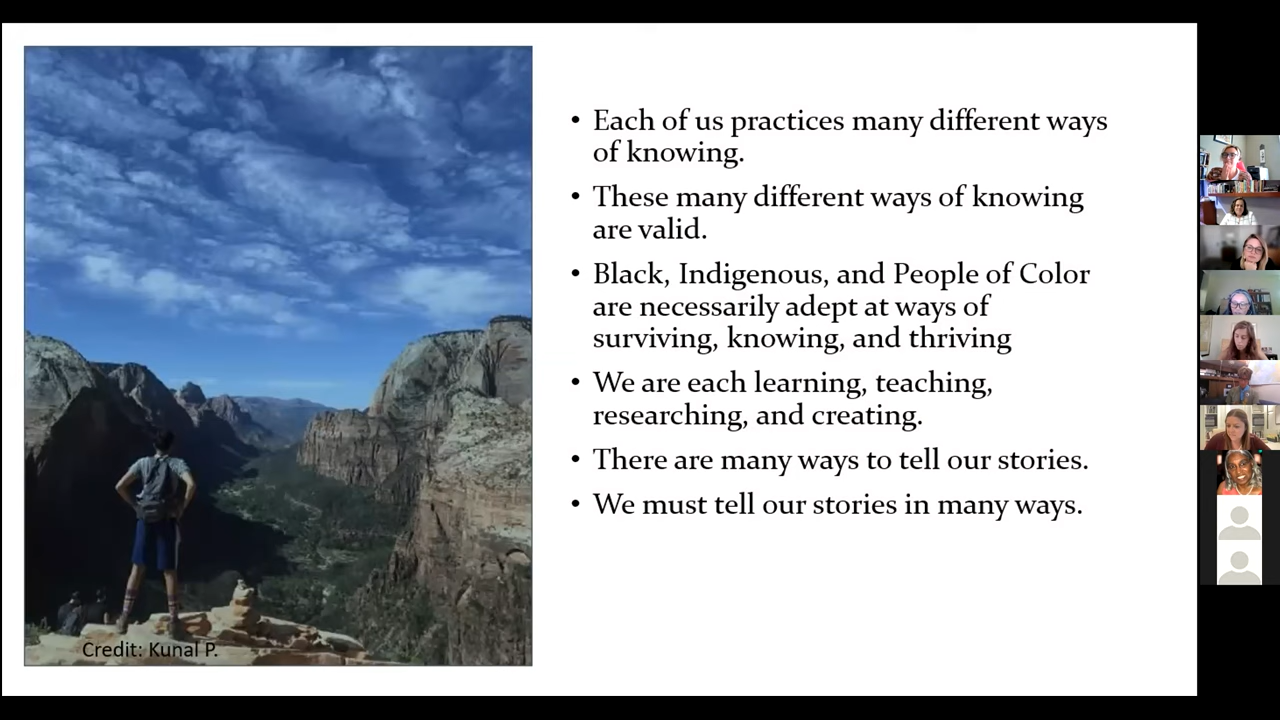 • Each of us practices many different ways
of knowing.
• These many different ways of knowing
are valid.
• Black, Indigenous, and People of Color
are necessarily adept at ways of
surviving, knowing, and thriving
• We are each learning, teaching,
researching, and creating.
• There are many ways to tell our stories.
• We must tell our stories in many ways.
Credit: Kunal P.